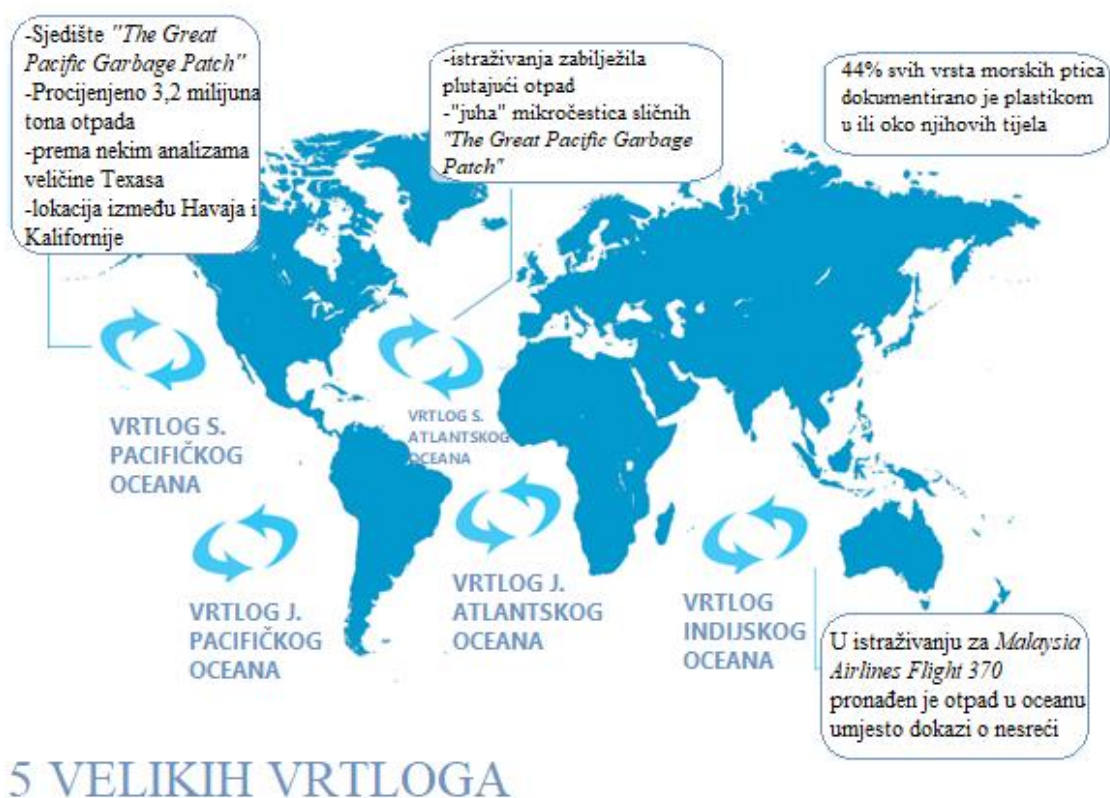 -Sjedište "The Great
Pacific Garbage Patch"
-Procijenjeno 3,2 milijuna
tona otpada
-prema nekim analizama
veličine Texasa
-lokacija između Havaja i
Kalifornije
-istraživanja zabilježila
plutajući otpad
-"juha" mikročestica sličnih
"The Great Pacific Garbage
Patch"
44% svih vrsta morskih ptica
dokumentirano je plastikom
u ili oko njihovih tijela
VRTLOG S.
PACIFIČKOG
OCEANA
VRTLOG S.
ATLANTSKOG
OCEANA
VRTLOG J.
PACIFIČKOG
OCEANA
VRTLOG J.
ATLANTSKOG
OCEANA
VRTLOG
INDIJSKOG
OCEANA
U istraživanju za Malaysia
Airlines Flight 370
pronađen je otpad u oceanu
umjesto dokazi o nesreći
5 VELIKIH VRTLOGA